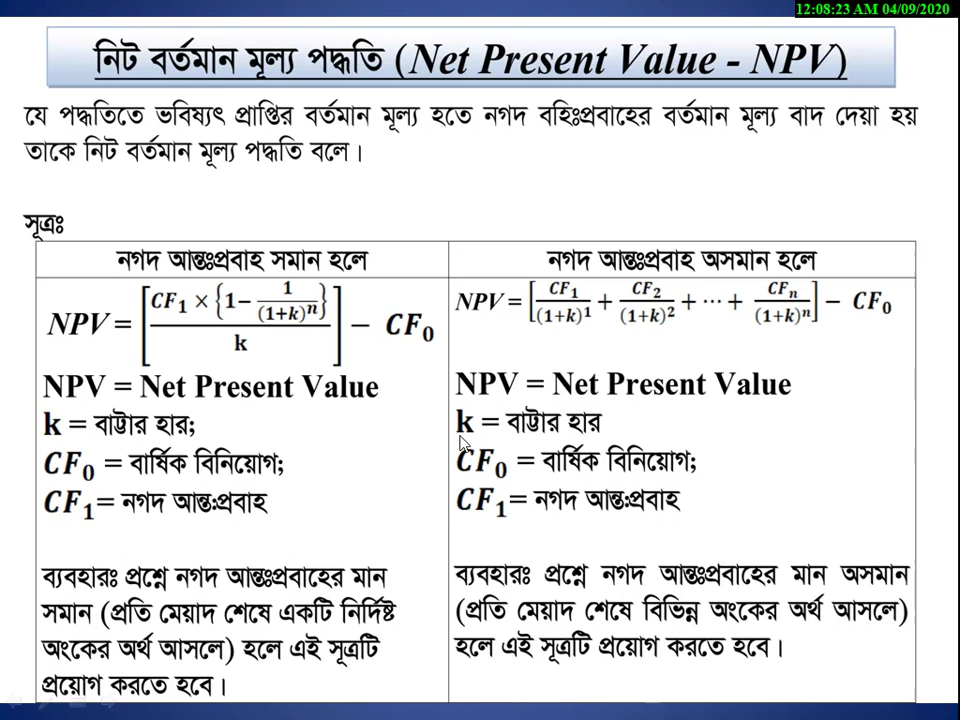 12:08:23 AM 04/09/2020
নিট বর্তমান মূল্য পদ্ধতি (Net Present Value - NPV)
যে পদ্ধতিতে ভবিষ্যৎ প্রাপ্তির বর্তমান মূল্য হতে নগদ বহিঃপ্রবাহের বর্তমান মূল্য বাদ দেয়া হয়
তাকে নিট বর্তমান মূল্য পদ্ধতি বলে।
সূত্রঃ
নগদ আন্তঃপ্রবাহ সমান হলে
NPV = [CF₁ × {1 − 1/(1+k)ⁿ} / k] − CF₀
NPV = Net Present Value
k = বাট্টার হার;
CF₀ = বার্ষিক বিনিয়োগ;
CF₁= নগদ আন্তঃপ্রবাহ
ব্যবহারঃ প্রশ্নে নগদ আন্তঃপ্রবাহের মান
সমান (প্রতি মেয়াদ শেষে একটি নির্দিষ্ট
অংকের অর্থ আসলে) হলে এই সূত্রটি
প্রয়োগ করতে হবে।
নগদ আন্তঃপ্রবাহ অসমান হলে
NPV = [CF₁/(1+k)¹ + CF₂/(1+k)² + ⋯ + CFₙ/(1+k)ⁿ] − CF₀
NPV = Net Present Value
k = বাট্টার হার
CF₀ = বার্ষিক বিনিয়োগ;
CF₁= নগদ আন্তঃপ্রবাহ
ব্যবহারঃ প্রশ্নে নগদ আন্তঃপ্রবাহের মান অসমান
(প্রতি মেয়াদ শেষে বিভিন্ন অংকের অর্থ আসলে)
হলে এই সূত্রটি প্রয়োগ করতে হবে।